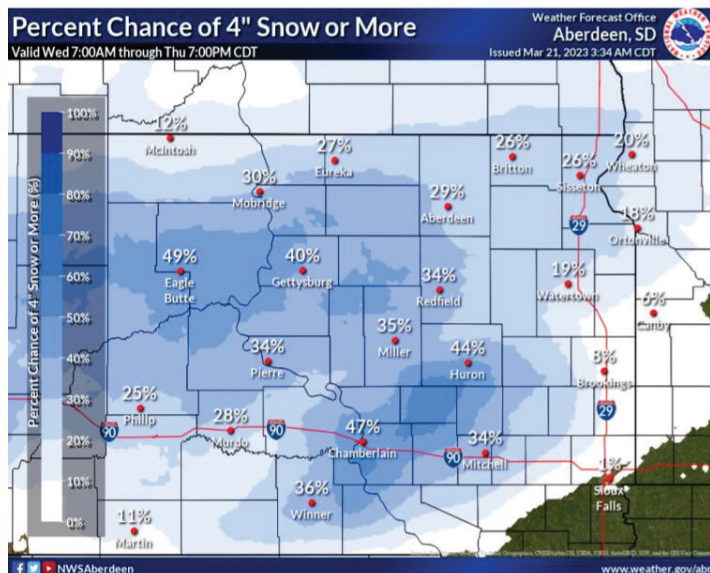 Percent Chance of 4" Snow or More
Valid Wed 7:00AM through Thu 7:00PM CDT
Weather Forecast Office
Aberdeen, SD
Issued Mar 21, 2023 3:34 AM CDT
Percent Chance of 4" Snow or More (%)
100%
90%
80%
70%
60%
50%
40%
30%
20%
10%
0%
12%
McIntosh
27%
Eureka
26%
Britton
26%
Sisseton
20%
Wheaton
30%
Mobridge
29%
Aberdeen
29
18%
Ortonville
49%
Eagle
Butte
40%
Gettysburg
34%
Redfield
19%
Watertown
6%
Canby
34%
Pierre
35%
Miller
44%
Huron
8%
Brookings
25%
Phillip
28%
Murdo
90
90
47%
Chamberlain
90
34%
Mitchell
29
1%
Sioux
Falls
36%
Winner
11%
Martin
NWSAberdeen
www.weather.gov/abr